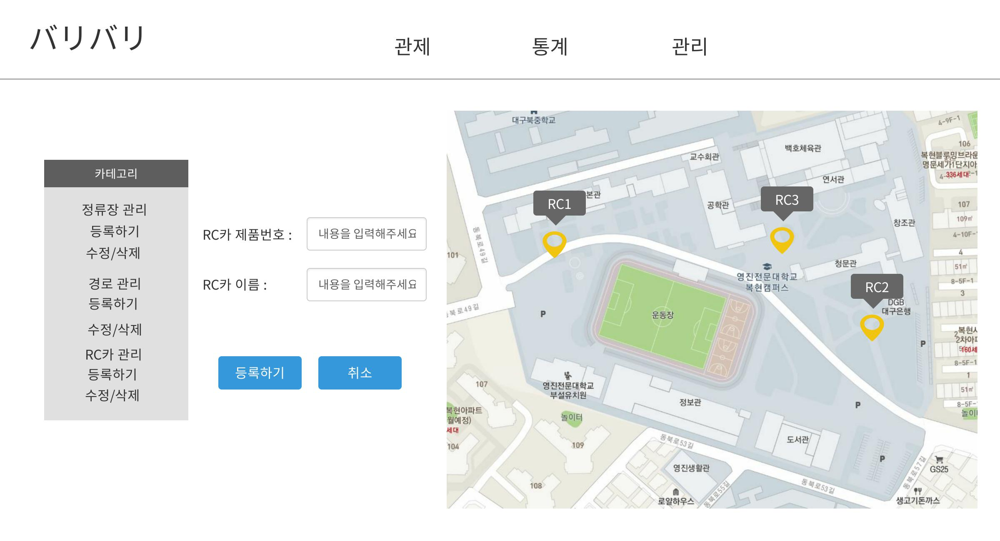 バリバリ
관제
통계
관리
카테고리
정류장 관리
등록하기
수정/삭제
경로 관리
등록하기
수정/삭제
RC카 관리
등록하기
수정/삭제
RC카 제품번호 :
내용을 입력해주세요
RC카 이름 :
내용을 입력해주세요
등록하기
취소
대구북중학교
4-9F-1
106
백호체육관
교수회관
복현블루밍브라운
명문세가1단지아
336세대
연서관
본관
RC1
RC3
공학관
107
109㎡
창조관
동북로49길
4-10F-
101
4
51㎡
청문관
영진전문대학교
복현캠퍼스
8-5F-1
3
RC2
DGB
대구은행
북로49길
P
운동장
2차아파
P
160세
8-5F-1
1
107
영진전문대학교
부설유치원
51㎡
정보관
P
8-5F-
복현아파트
월예정)
세대
놀이터
놀이
104
109
동북로53길
도서관
P
영진생활관
동북로57길
GS25
108
동북로55길
동북로53길
로얄하우스
생고기돈까스